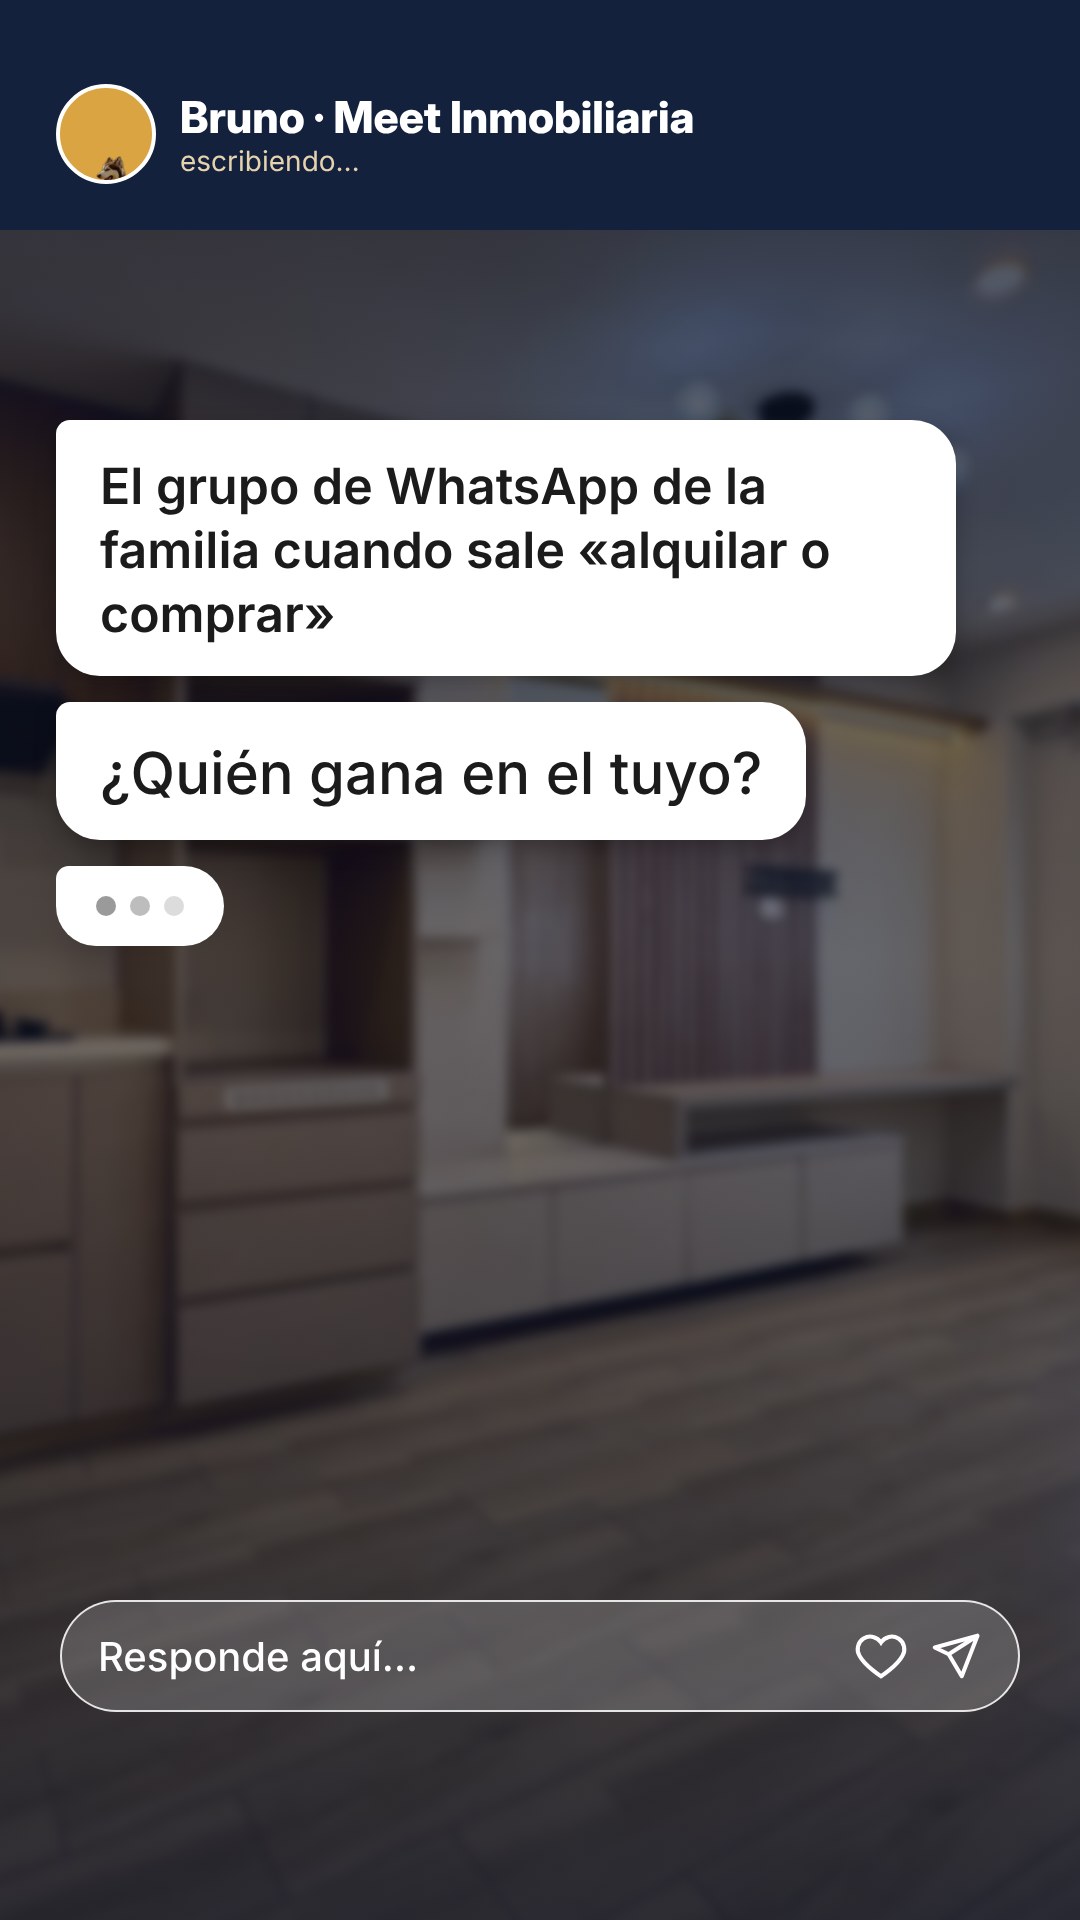 Bruno · Meet Inmobiliaria
escribiendo...
El grupo de WhatsApp de la
familia cuando sale «alquilar o
comprar»
¿Quién gana en el tuyo?
Responde aquí...